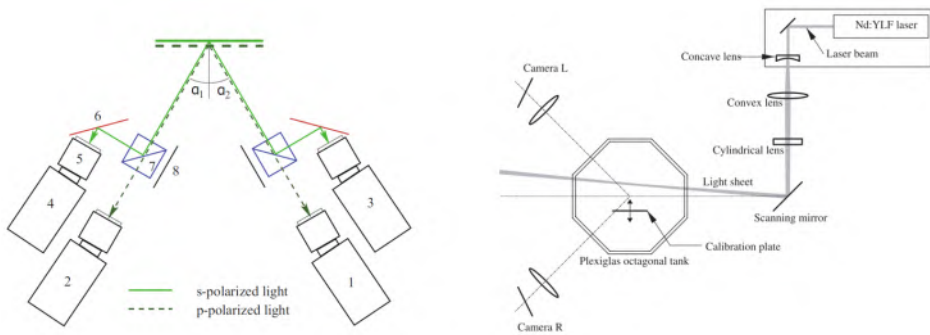 α₁ α₂
6
5
7
8
4
3
2
1
s-polarized light
p-polarized light
Nd:YLF laser
Concave lens
Laser beam
Camera L
Convex lens
Cylindrical lens
Light sheet
Scanning mirror
Calibration plate
Plexiglas octagonal tank
Camera R